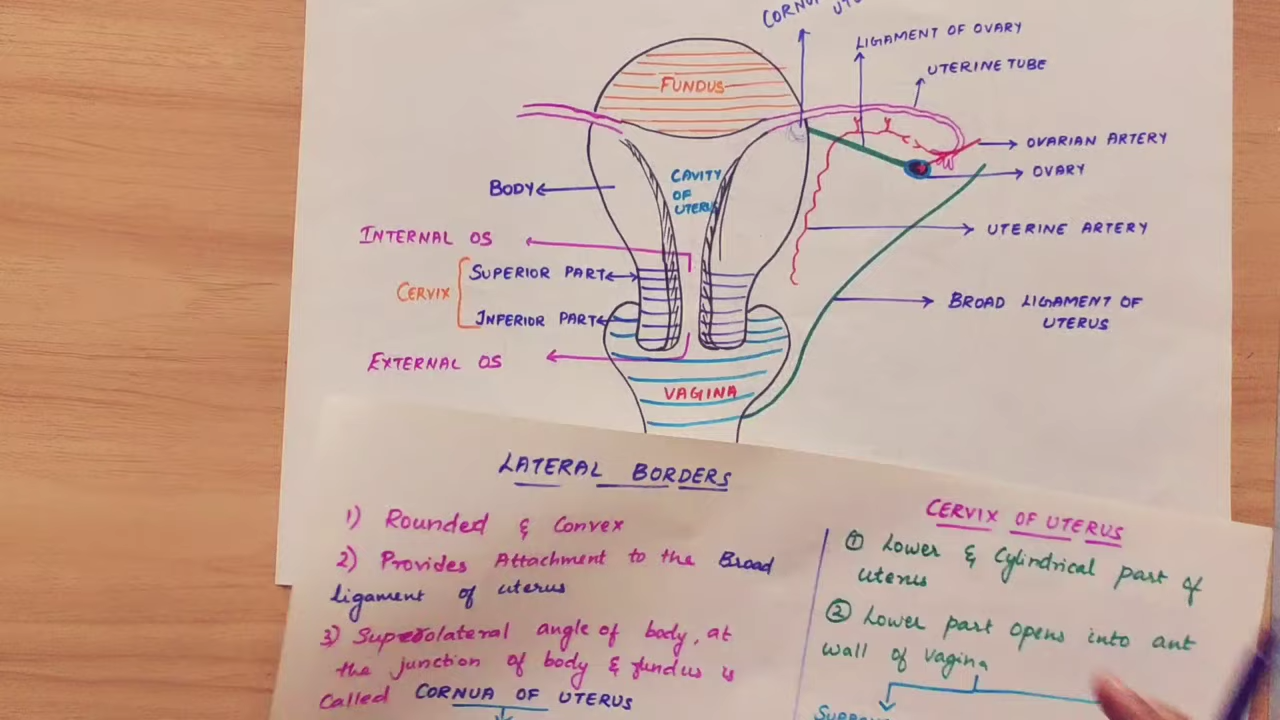 CORNU
LIGAMENT OF OVARY
UTERINE TUBE
FUNDUS
OVARIAN ARTERY
OVARY
CAVITY
OF
UTERUS
BODY
UTERINE ARTERY
INTERNAL OS
SUPERIOR PART
CERVIX
INFERIOR PART
BROAD LIGAMENT OF
UTERUS
EXTERNAL OS
VAGINA
LATERAL BORDERS
1) Rounded & Convex
2) Provides Attachment to the Broad
ligament of uterus
3) Superolateral angle of body, at
the junction of body & fundus is
called CORNUA OF UTERUS
CERVIX OF UTERUS
① Lower & Cylindrical part of
uterus
② Lower part opens into ant
wall of vagina